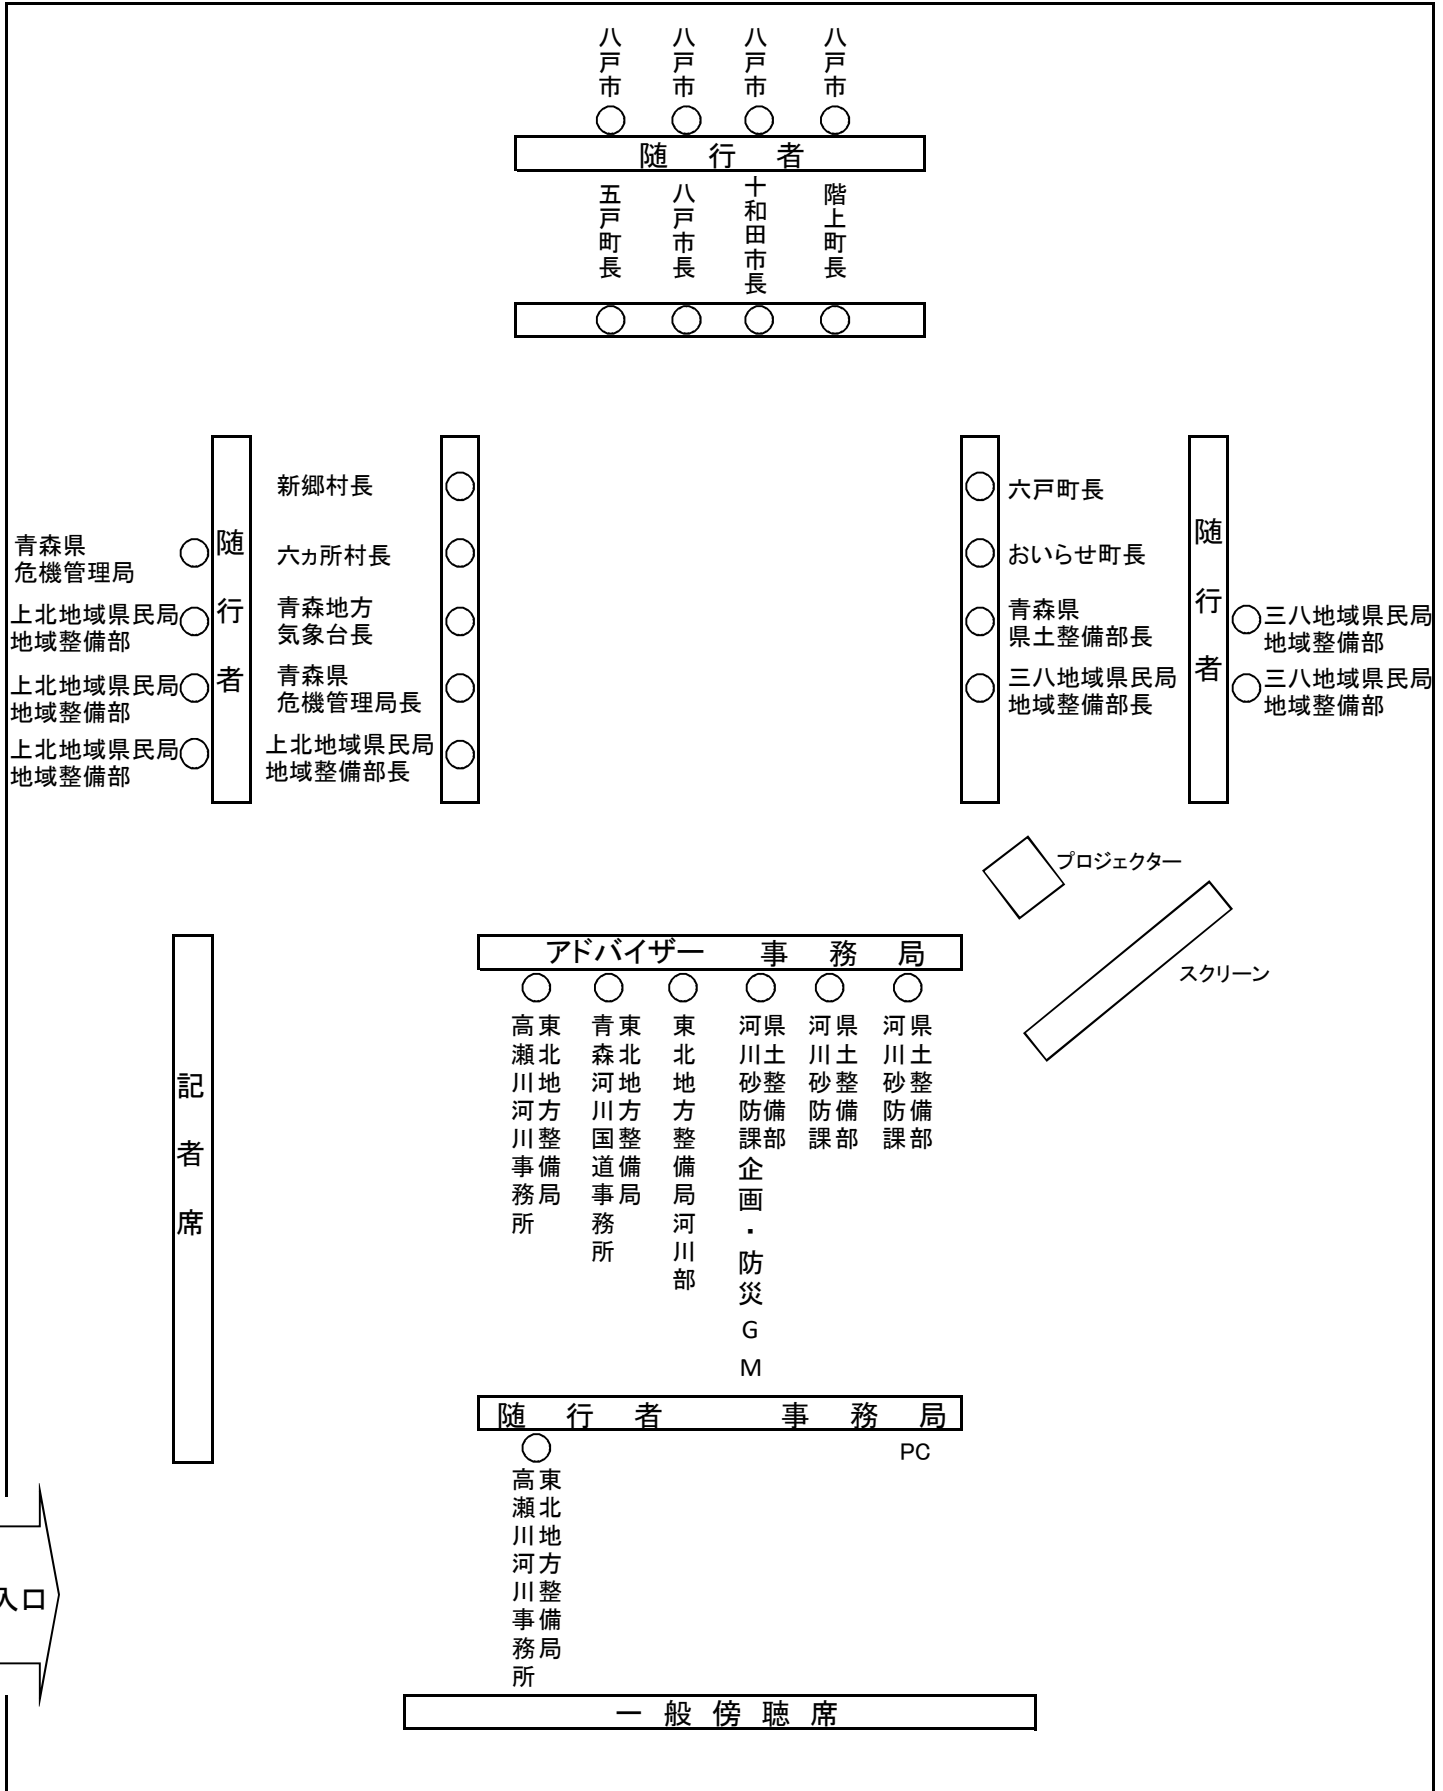 八戸市
八戸市
八戸市
八戸市
随行者
五戸町長
八戸市長
十和田市長
階上町長
新郷村長
六ヵ所村長
青森地方
気象台長
青森県
危機管理局長
上北地域県民局
地域整備部長
随行者
青森県
危機管理局
上北地域県民局
地域整備部
上北地域県民局
地域整備部
上北地域県民局
地域整備部
六戸町長
おいらせ町長
青森県
県土整備部長
三八地域県民局
地域整備部長
随行者
三八地域県民局
地域整備部
三八地域県民局
地域整備部
プロジェクター
スクリーン
アドバイザー 事務局
東北地方整備局
高瀬川河川事務所
東北地方整備局
青森河川国道事務所
東北地方整備局河川部
県土整備部
河川砂防課企画・防災GM
県土整備部
河川砂防課
県土整備部
河川砂防課
記者席
随行者 事務局
PC
東北地方整備局
高瀬川河川事務所
入口
一般傍聴席